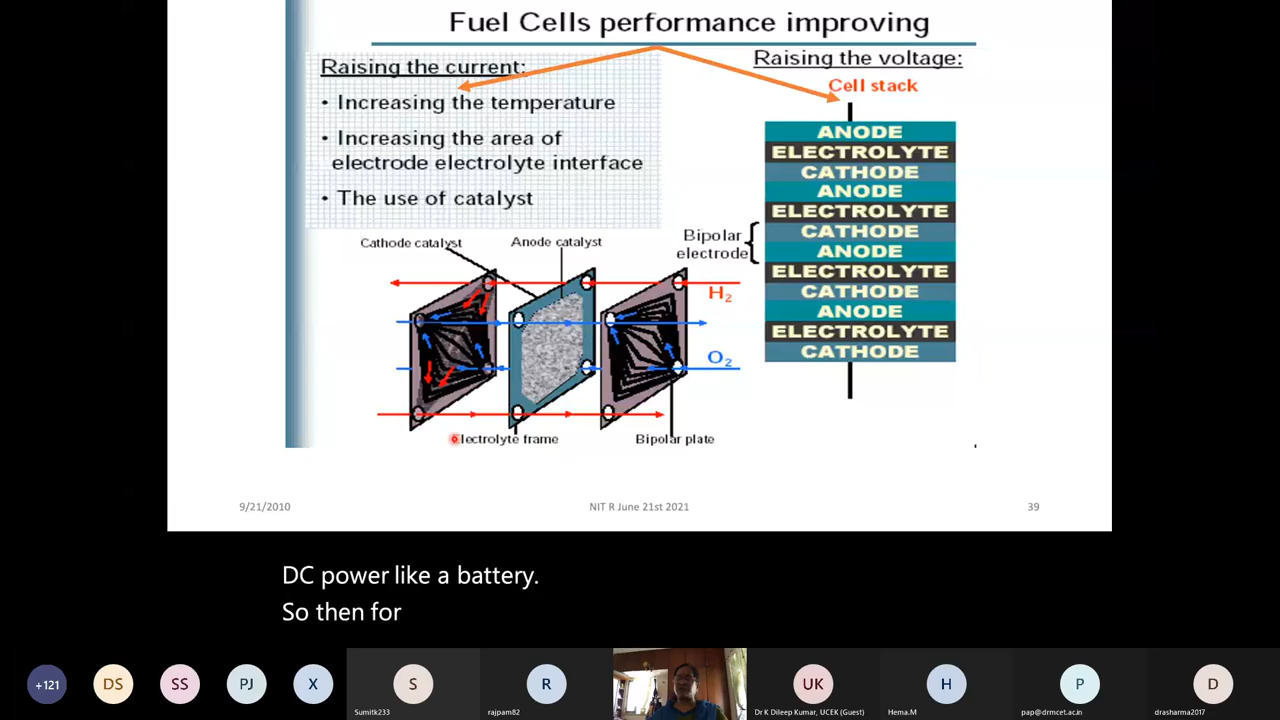 Fuel Cells performance improving
Raising the current:
• Increasing the temperature
• Increasing the area of
electrode electrolyte interface
• The use of catalyst
Raising the voltage:
Cell stack
ANODE
ELECTROLYTE
CATHODE
ANODE
ELECTROLYTE
CATHODE
ANODE
ELECTROLYTE
CATHODE
ANODE
ELECTROLYTE
CATHODE
Bipolar
electrode
Cathode catalyst
Anode catalyst
H2
O2
Electrolyte frame
Bipolar plate
9/21/2010
NIT R June 21st 2021
39
DC power like a battery.
So then for
+121
DS
SS
PJ
X
S
Sumitk233
R
rajpam82
UK
Dr K Dileep Kumar, UCEK (Guest)
H
Hema.M
P
pap@drmcet.ac.in
D
drasharma2017